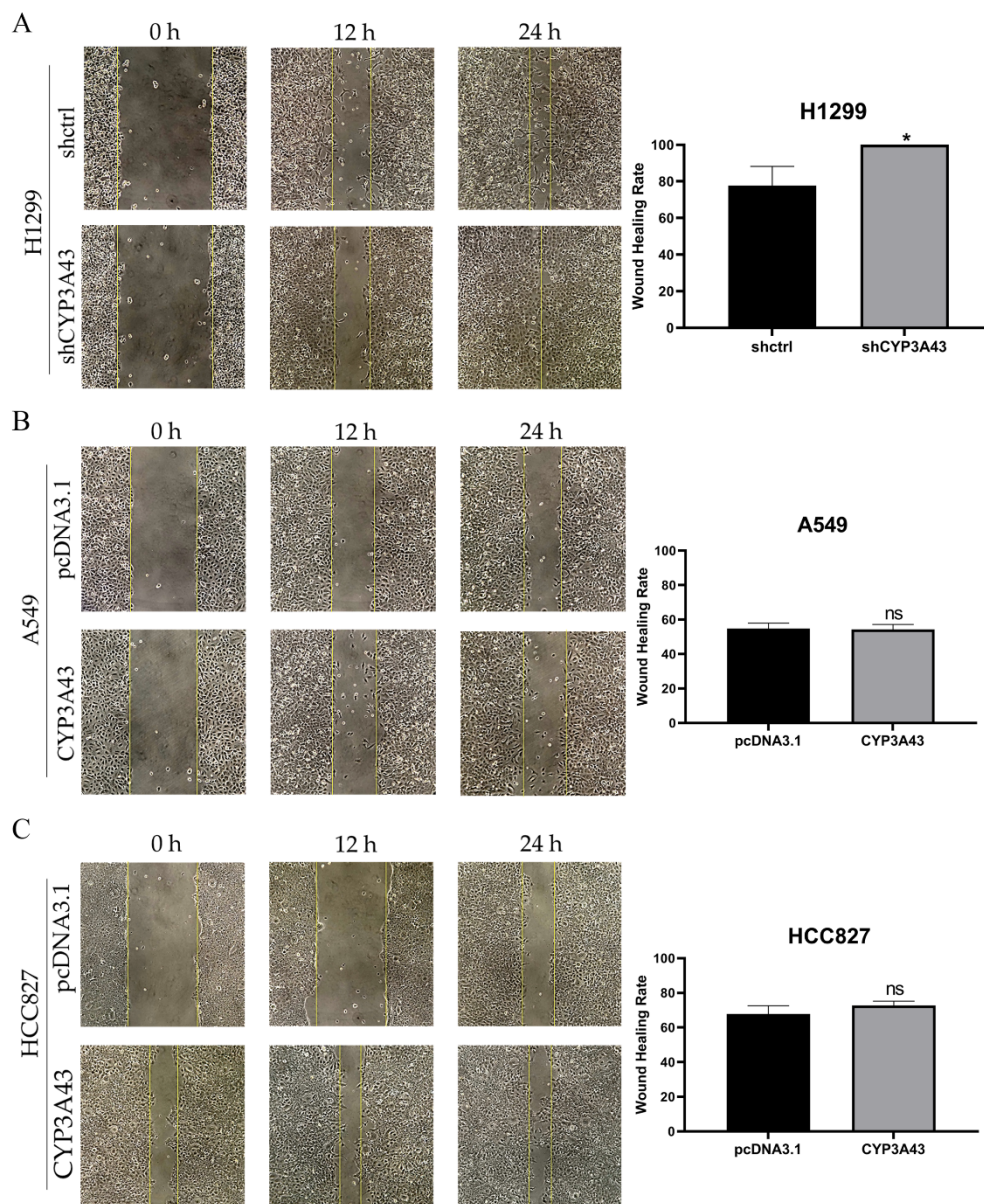 A
0 h
12 h
24 h
H1299
shctrl
shCYP3A43
H1299
Wound Healing Rate
100
80
60
40
20
0
*
shctrl
shCYP3A43
B
0 h
12 h
24 h
A549
pcDNA3.1
CYP3A43
A549
Wound Healing Rate
100
80
60
40
20
0
ns
pcDNA3.1
CYP3A43
C
0 h
12 h
24 h
HCC827
pcDNA3.1
CYP3A43
HCC827
Wound Healing Rate
100
80
60
40
20
0
ns
pcDNA3.1
CYP3A43